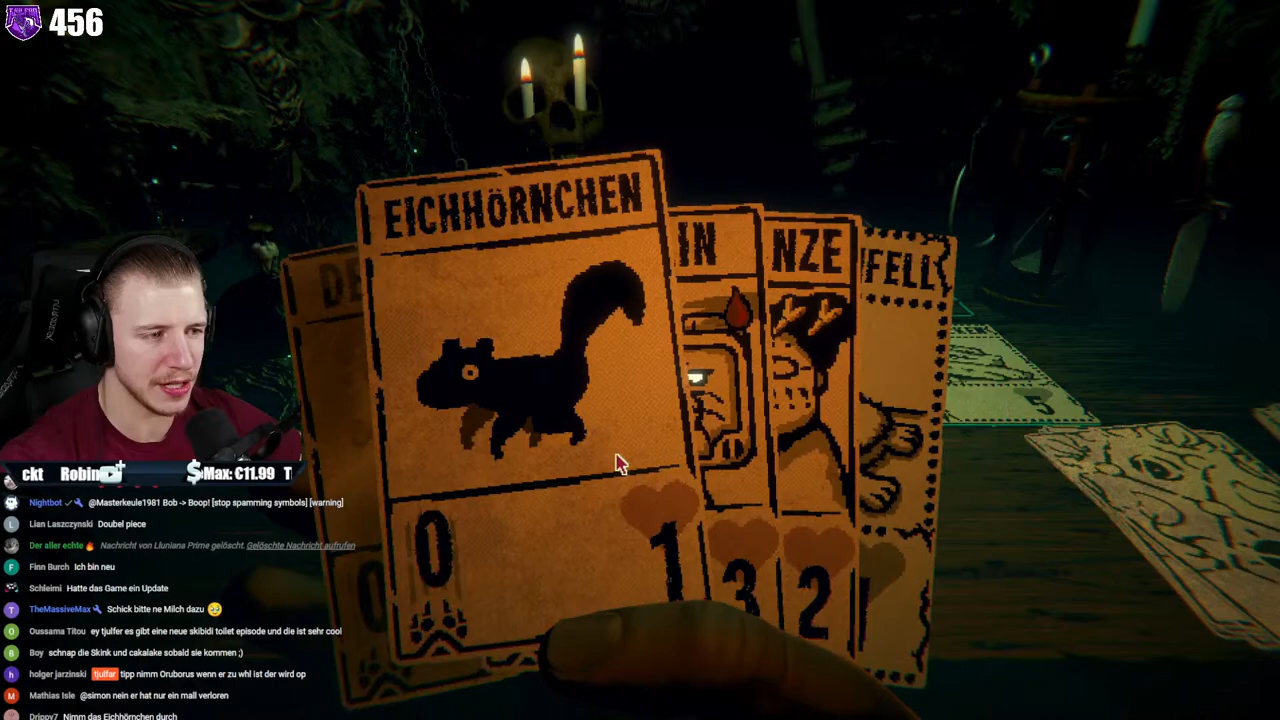 456
EICHHÖRNCHEN
DE
IN
NZE
FELL
5
0
1
3
2
0
ckt Robin
$Max: €11.99 T
Nightbot @Masterkeule1981 Bob -> Boop! [stop spamming symbols] [warning]
Lian Laszczynski Doubel piece
Der aller echte Nachricht von Lluniana Prime gelöscht. Gelöschte Nachricht aufrufen
Finn Burch Ich bin neu
Schleimi Hatte das Game ein Update
TheMassiveMax Schick bitte ne Milch dazu
Oussama Titou ey tjulfer es gibt eine neue skibidi toilet episode und die ist sehr cool
Boy schnap die Skink und cakalake sobald sie kommen ;)
holger jarzinski tjulfar tipp nimm Oruborus wenn er zu whl ist der wird op
Mathias Isle @simon nein er hat nur ein mall verloren
Drippy7 Nimm das Eichhörnchen durch